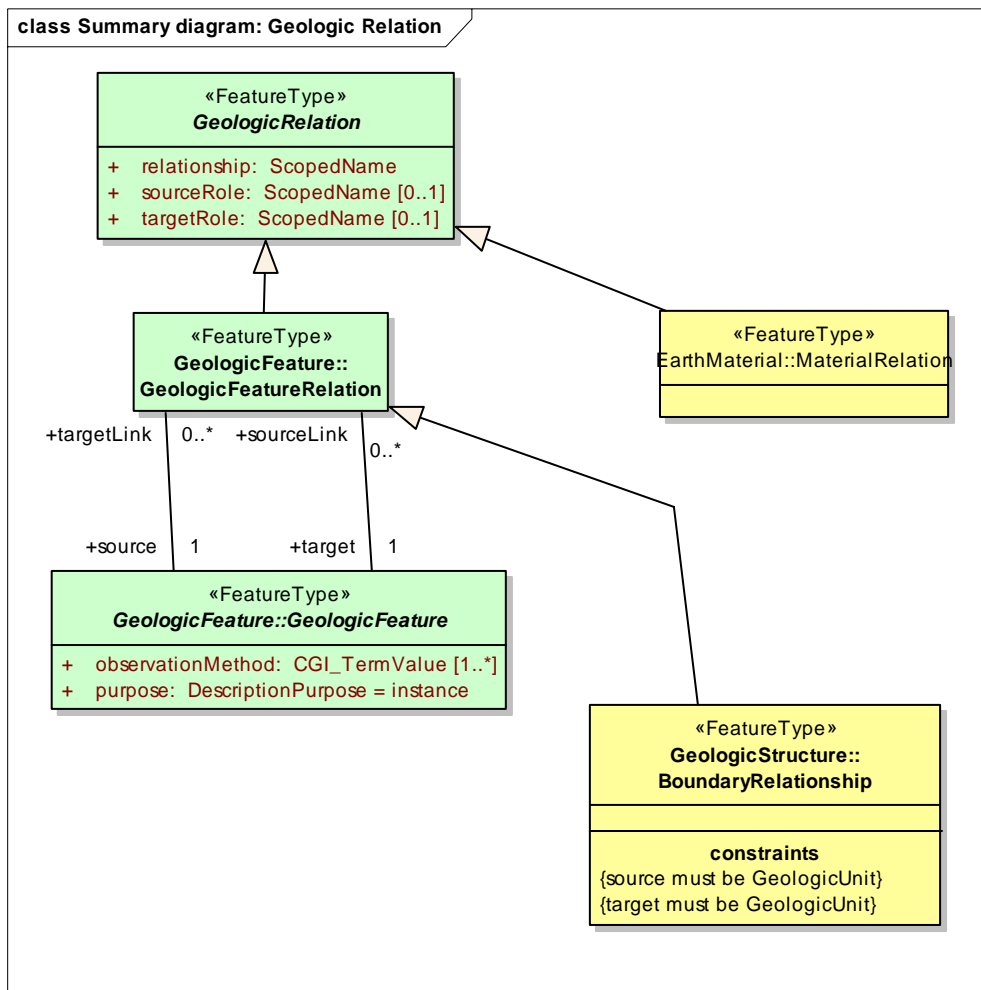 class Summary diagram: Geologic Relation
«FeatureType»
GeologicRelation
+ relationship: ScopedName
+ sourceRole: ScopedName [0..1]
+ targetRole: ScopedName [0..1]
«FeatureType»
GeologicFeature::
GeologicFeatureRelation
«FeatureType»
EarthMaterial::MaterialRelation
+targetLink 0..* +sourceLink
0..*
+source 1 +target 1
«FeatureType»
GeologicFeature::GeologicFeature
+ observationMethod: CGI_TermValue [1..*]
+ purpose: DescriptionPurpose = instance
«FeatureType»
GeologicStructure::
BoundaryRelationship
constraints
{source must be GeologicUnit}
{target must be GeologicUnit}